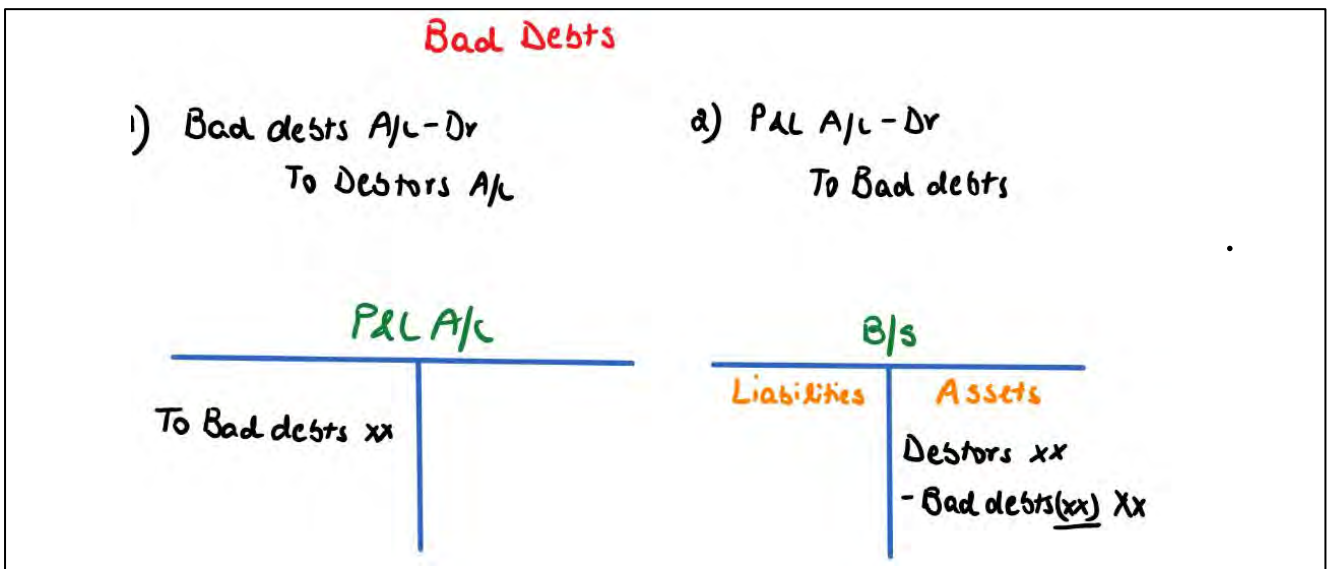 Bad Debts
1) Bad debts A/c-Dr
To Debtors A/c
2) P&L A/c-Dr
To Bad debts
P&L A/c
To Bad debts xx
B/s
Liabilities Assets
Debtors xx
- Bad debts (xx) Xx